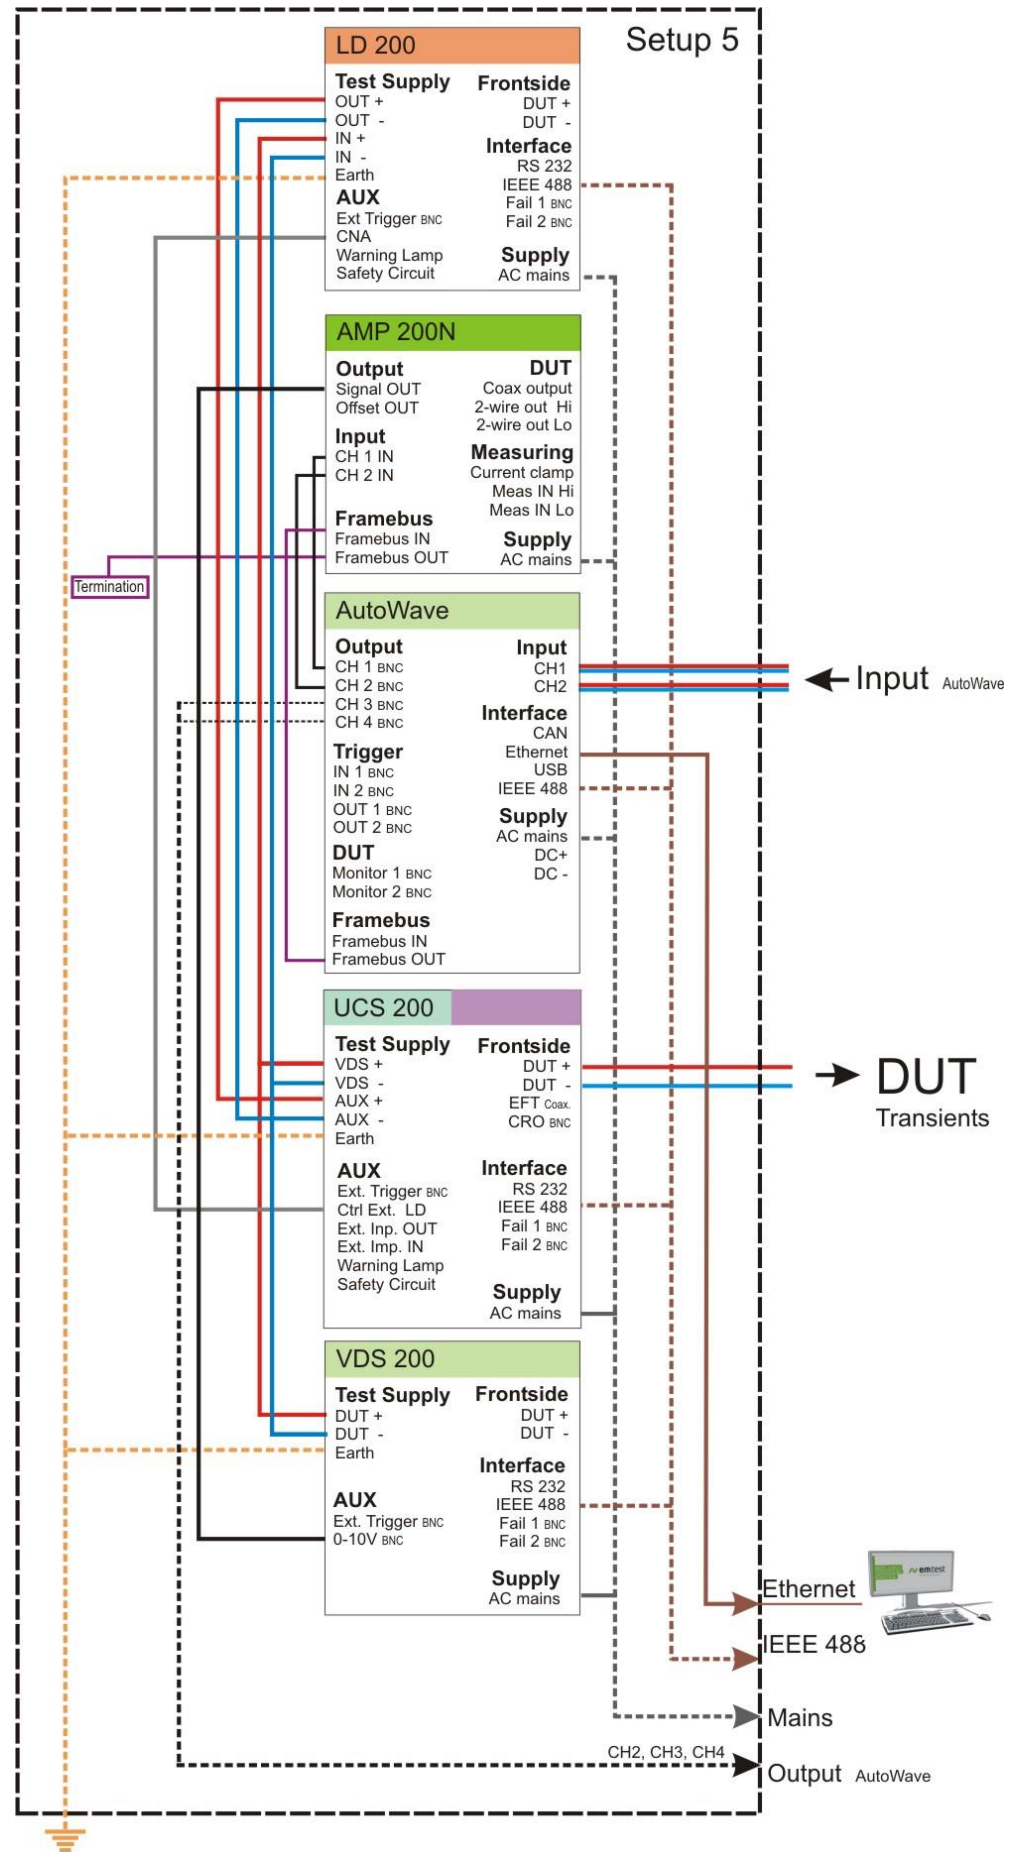 Setup 5
LD 200
Test Supply
OUT +
OUT -
IN +
IN -
Earth
AUX
Ext Trigger BNC
CNA
Warning Lamp
Safety Circuit
Frontside
DUT +
DUT -
Interface
RS 232
IEEE 488
Fail 1 BNC
Fail 2 BNC
Supply
AC mains
AMP 200N
Output
Signal OUT
Offset OUT
Input
CH 1 IN
CH 2 IN
Framebus
Framebus IN
Framebus OUT
DUT
Coax output
2-wire out Hi
2-wire out Lo
Measuring
Current clamp
Meas IN Hi
Meas IN Lo
Supply
AC mains
Termination
AutoWave
Output
CH 1 BNC
CH 2 BNC
CH 3 BNC
CH 4 BNC
Trigger
IN 1 BNC
IN 2 BNC
OUT 1 BNC
OUT 2 BNC
DUT
Monitor 1 BNC
Monitor 2 BNC
Framebus
Framebus IN
Framebus OUT
Input
CH1
CH2
Interface
CAN
Ethernet
USB
IEEE 488
Supply
AC mains
DC+
DC -
Input AutoWave
UCS 200
Test Supply
VDS +
VDS -
AUX +
AUX -
Earth
AUX
Ext. Trigger BNC
Ctrl Ext. LD
Ext. Inp. OUT
Ext. Imp. IN
Warning Lamp
Safety Circuit
Frontside
DUT +
DUT -
EFT Coax.
CRO BNC
Interface
RS 232
IEEE 488
Fail 1 BNC
Fail 2 BNC
Supply
AC mains
DUT
Transients
VDS 200
Test Supply
DUT +
DUT -
Earth
AUX
Ext. Trigger BNC
0-10V BNC
Frontside
DUT +
DUT -
Interface
RS 232
IEEE 488
Fail 1 BNC
Fail 2 BNC
Supply
AC mains
emtest
Ethernet
IEEE 488
Mains
CH2, CH3, CH4
Output AutoWave